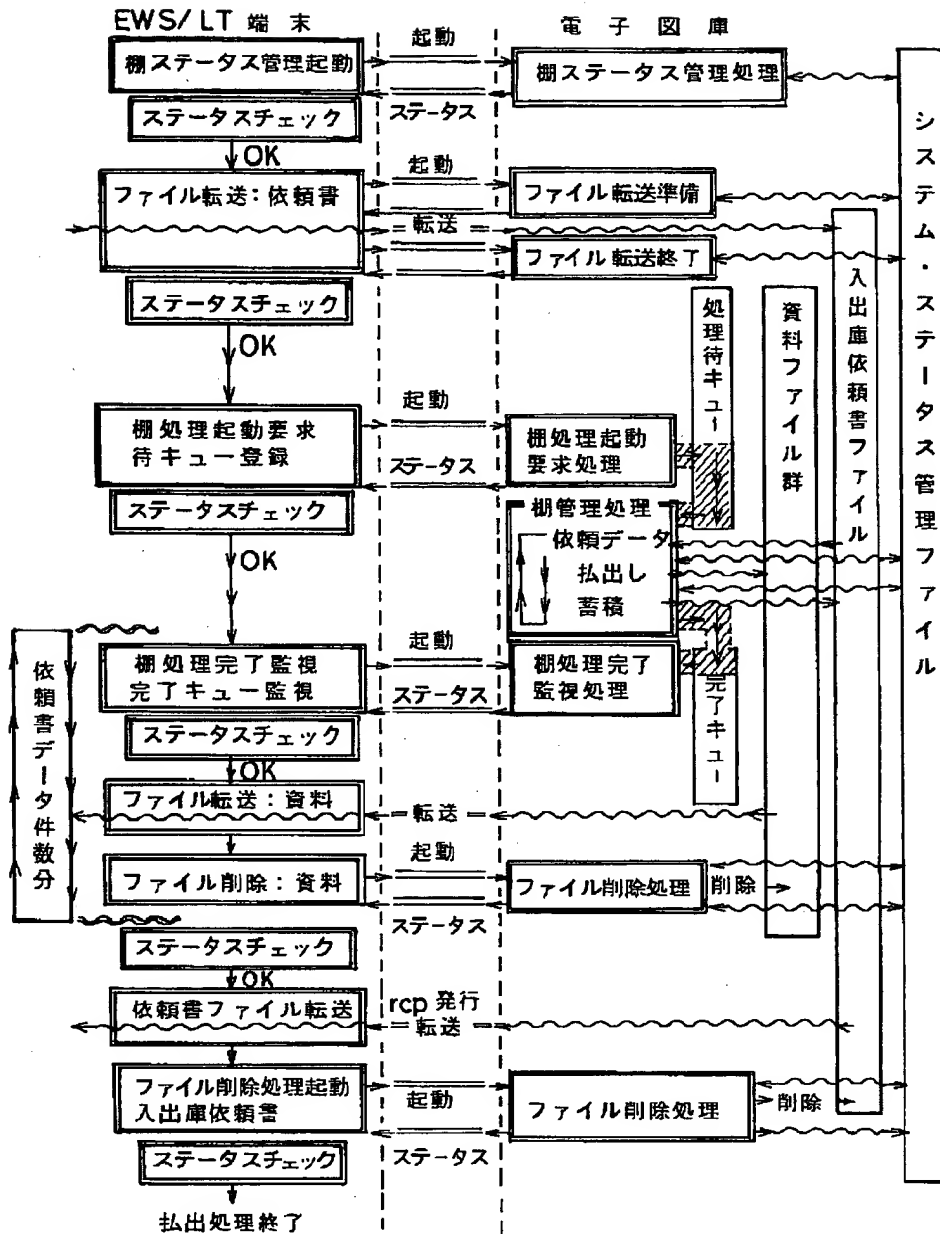 EWS/LT 端末
電子図庫
棚ステータス管理起動
起動
棚ステータス管理処理
ステータス
ステータスチェック
OK
ファイル転送:依頼書
起動
ファイル転送準備
転送
ファイル転送終了
ステータスチェック
OK
棚処理起動要求
待キュー登録
起動
ステータス
棚処理起動
要求処理
処理待キュー
資料ファイル群
入出庫依頼書ファイル
システム・ステータス管理ファイル
ステータスチェック
OK
棚管理処理
依頼データ
払出し
蓄積
依頼書データ件数分
棚処理完了監視
完了キュー監視
起動
ステータス
棚処理完了
監視処理
完了キュー
ステータスチェック
OK
ファイル転送:資料
転送
ファイル削除:資料
起動
ステータス
ファイル削除処理
削除
ステータスチェック
OK
依頼書ファイル転送
rcp 発行
転送
ファイル削除処理起動
入出庫依頼書
起動
ステータス
ファイル削除処理
削除
ステータスチェック
払出処理終了